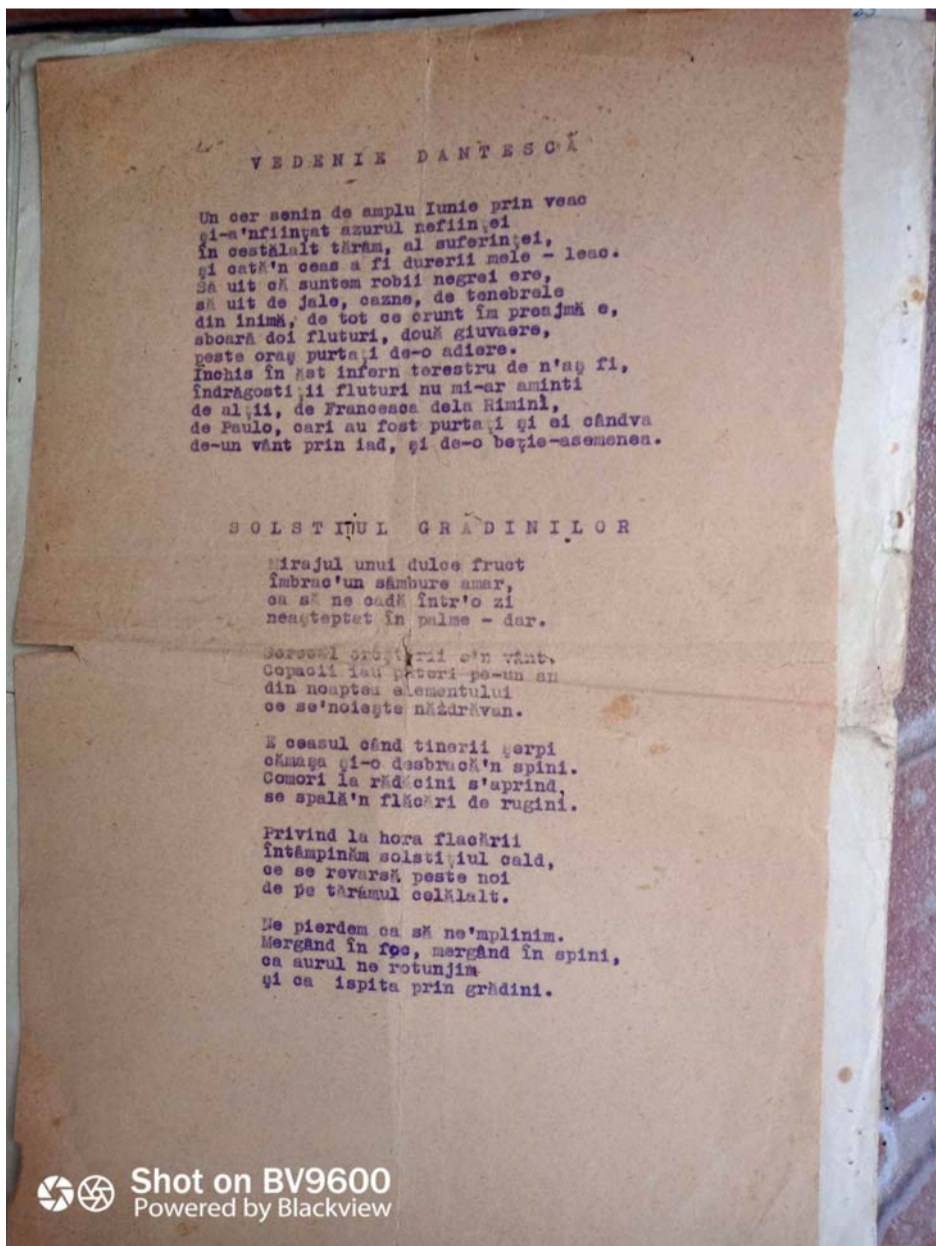 VEDENIE DANTESCĂ
Un cer senin de amplu Iunie prin veac
şi-a'nfiinţat azurul nefiinţei
în cestălalt tărâm, al suferinţei,
şi cată'n ceas a fi durerii mele - leac.
Să uit că suntem robii negrei ere,
să uit de jale, cazne, de tenebrele
din inimă, de tot ce crunt îm preajmă e,
sboară doi fluturi, două giuvaere,
peste oraş purtaţi de-o adiere.
Închis în ăst infern terestru de n'aş fi,
îndrăgostiţii fluturi nu mi-ar aminti
de alţii, de Francesca dela Rimini,
de Paulo, cari au fost purtaţi şi ei cândva
de-un vânt prin iad, şi de-o beţie-asemenea.
SOLSTIŢIUL GRĂDINILOR
Mirajul unui dulce fruct
îmbrac'un sâmbure amar,
ca să ne cadă într'o zi
neaşteptat în palme - dar.
Sorocul creşterii e'n vânt.
Copacii iau puteri pe-un an
din noaptea elementului
ce se'noieşte năzdrăvan.
E ceasul când tinerii şerpi
cămaşa şi-o desbracă'n spini.
Comori la rădăcini s'aprind,
se spală'n flăcări de rugini.
Privind la hora flacării
întâmpinăm solstiţiul cald,
ce se revarsă peste noi
de pe tărâmul celălalt.
Ne pierdem ca să ne'mplinim.
Mergând în foc, mergând în spini,
ca aurul ne rotunjim
şi ca ispita prin grădini.
Shot on BV9600
Powered by Blackview